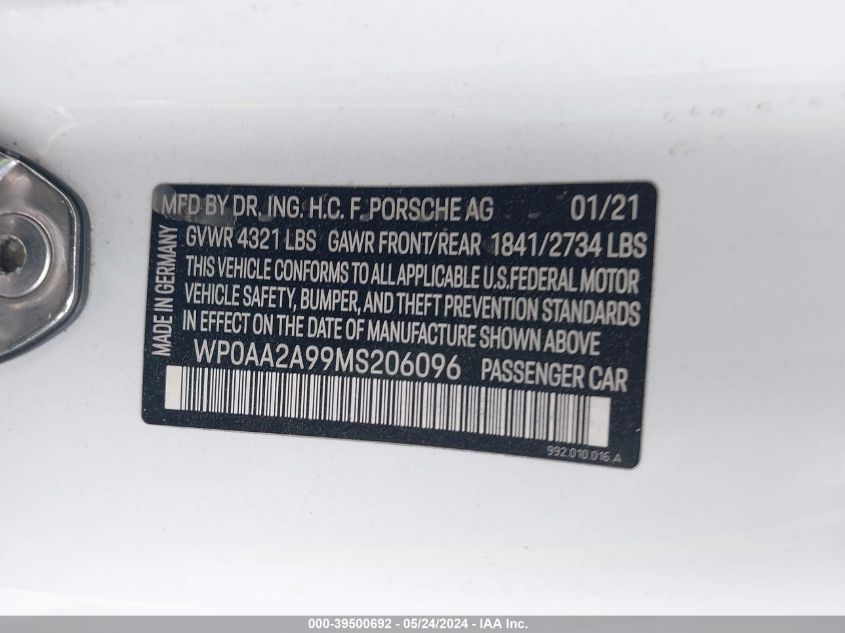 MFD BY DR. ING. H.C. F. PORSCHE AG 01/21
GVWR 4321 LBS GAWR FRONT/REAR 1841/2734 LBS
THIS VEHICLE CONFORMS TO ALL APPLICABLE U.S.FEDERAL MOTOR
VEHICLE SAFETY, BUMPER, AND THEFT PREVENTION STANDARDS
IN EFFECT ON THE DATE OF MANUFACTURE SHOWN ABOVE
WP0AA2A99MS206096 PASSENGER CAR
992.010.016.A
MADE IN GERMANY
000-39500692 - 05/24/2024 - IAA Inc.